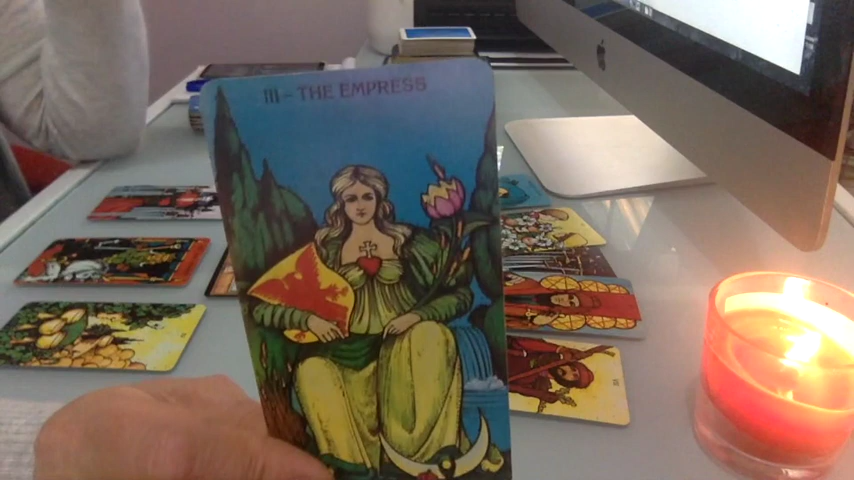 III – THE EMPRESS